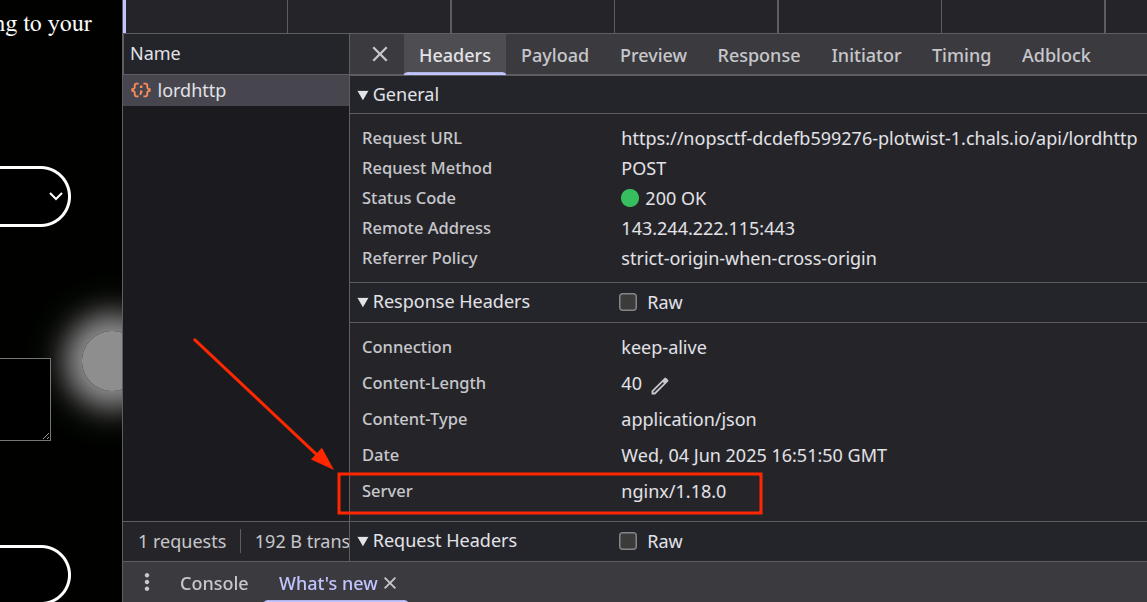 ng to your
Name
Headers Payload Preview Response Initiator Timing Adblock
lordhttp
General
Request URL https://nopsctf-dcdefb599276-plotwist-1.chals.io/api/lordhttp
Request Method POST
Status Code 200 OK
Remote Address 143.244.222.115:443
Referrer Policy strict-origin-when-cross-origin
Response Headers Raw
Connection keep-alive
Content-Length 40
Content-Type application/json
Date Wed, 04 Jun 2025 16:51:50 GMT
Server nginx/1.18.0
1 requests 192 B trans
Request Headers Raw
Console What's new